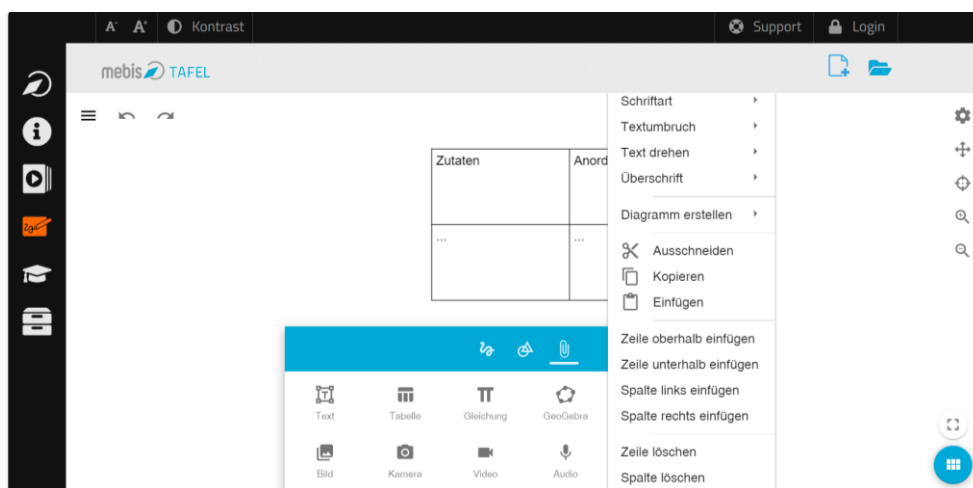 A- A+ Kontrast Support Login
mebis TAFEL
Zutaten Anord
... ...
Schriftart
Textumbruch
Text drehen
Überschrift
Diagramm erstellen
Ausschneiden
Kopieren
Einfügen
Zeile oberhalb einfügen
Zeile unterhalb einfügen
Spalte links einfügen
Spalte rechts einfügen
Zeile löschen
Spalte löschen
Text Tabelle Gleichung GeoGebra
Bild Kamera Video Audio